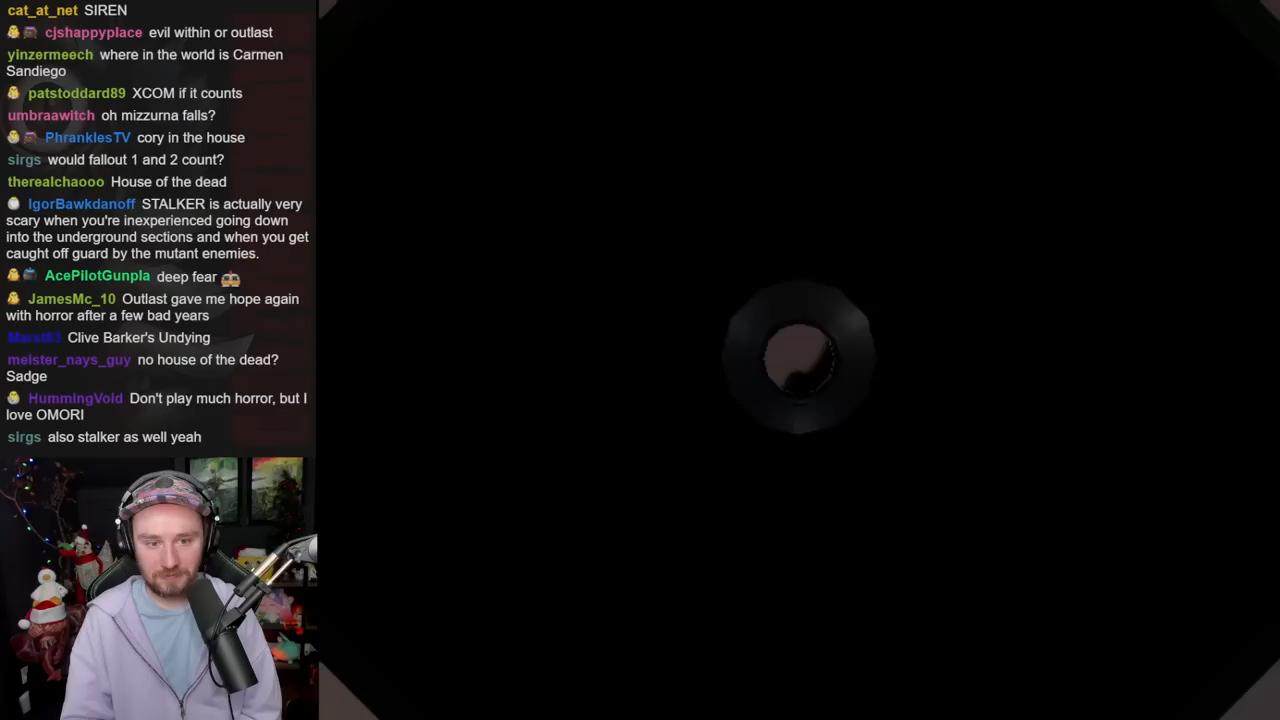 cat_at_net SIREN
cjshappyplace evil within or outlast
yinzermeech where in the world is Carmen
Sandiego
patstoddard89 XCOM if it counts
umbraawitch oh mizzurna falls?
PhranklesTV cory in the house
sirgs would fallout 1 and 2 count?
therealchaooo House of the dead
IgorBawkdanoff STALKER is actually very
scary when you're inexperienced going down
into the underground sections and when you get
caught off guard by the mutant enemies.
AcePilotGunpla deep fear
JamesMc_10 Outlast gave me hope again
with horror after a few bad years
Clive Barker's Undying
meister_nays_guy no house of the dead?
Sadge
HummingVoid Don't play much horror, but I
love OMORI
sirgs also stalker as well yeah